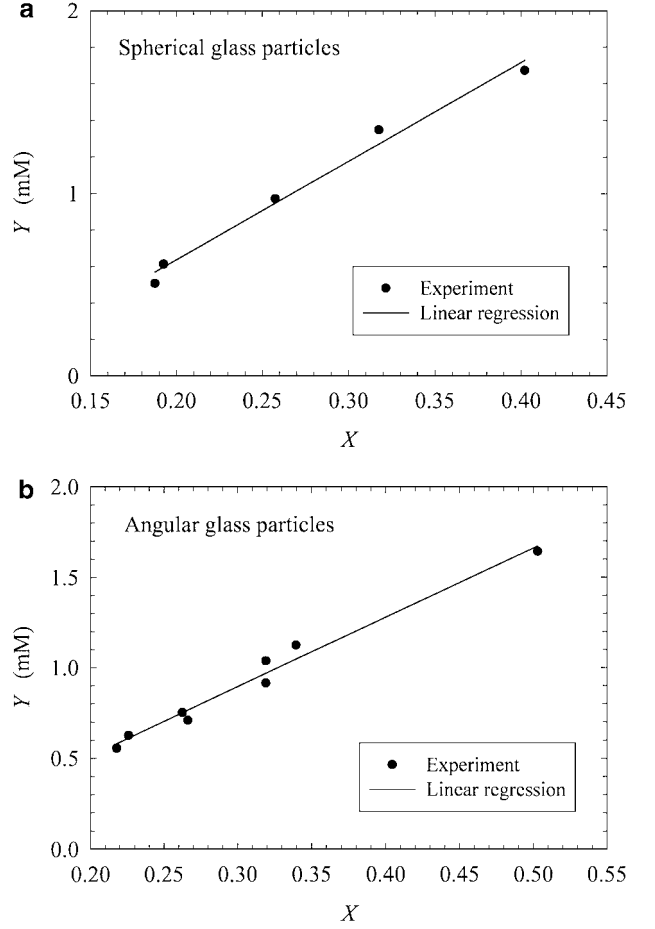 a
2
Spherical glass particles
Y (mM)
1
Experiment
Linear regression
0
0.15 0.20 0.25 0.30 0.35 0.40 0.45
X
b
2.0
Angular glass particles
1.5
Y (mM)
1.0
0.5
Experiment
Linear regression
0.0
0.20 0.25 0.30 0.35 0.40 0.45 0.50 0.55
X